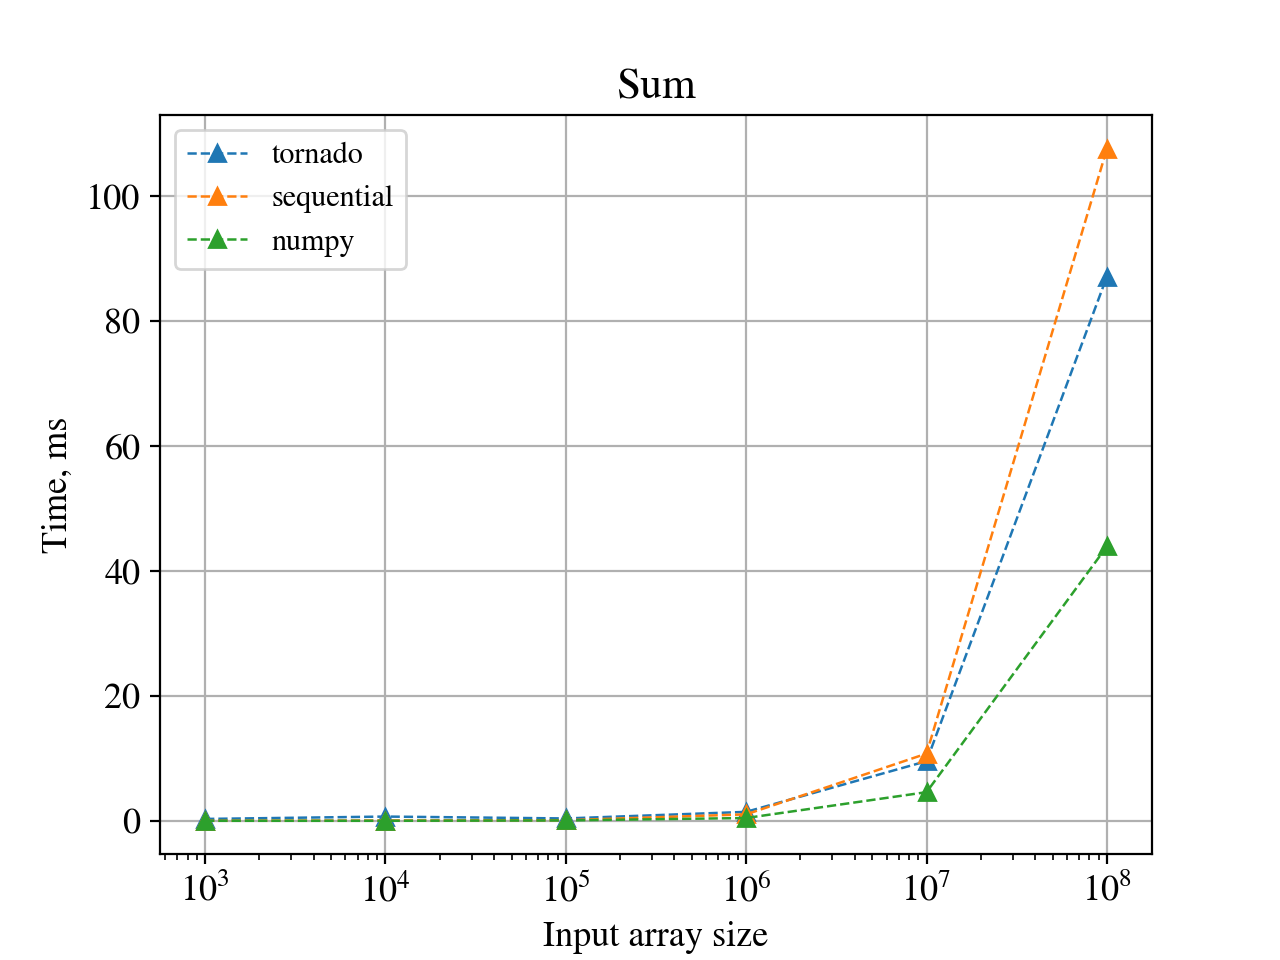 Sum
tornado
sequential
numpy
100
80
60
40
20
0
Time, ms
10³ 10⁴ 10⁵ 10⁶ 10⁷ 10⁸
Input array size